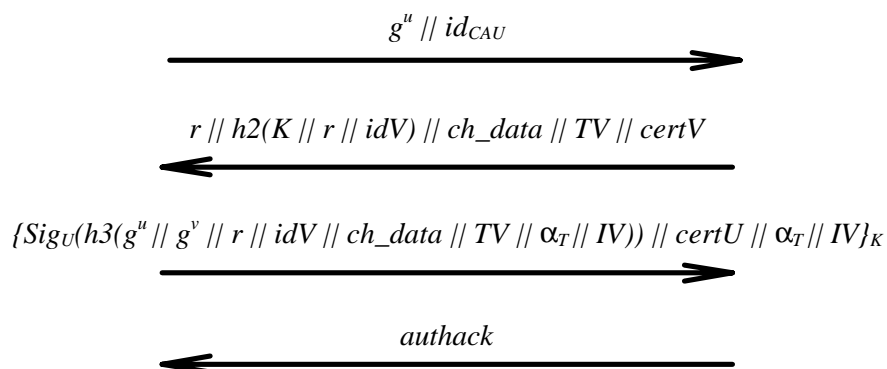 g^u || id_CAU
r || h2(K || r || idV) || ch_data || TV || certV
{Sig_U(h3(g^u || g^v || r || idV || ch_data || TV || α_T || IV)) || certU || α_T || IV}_K
authack